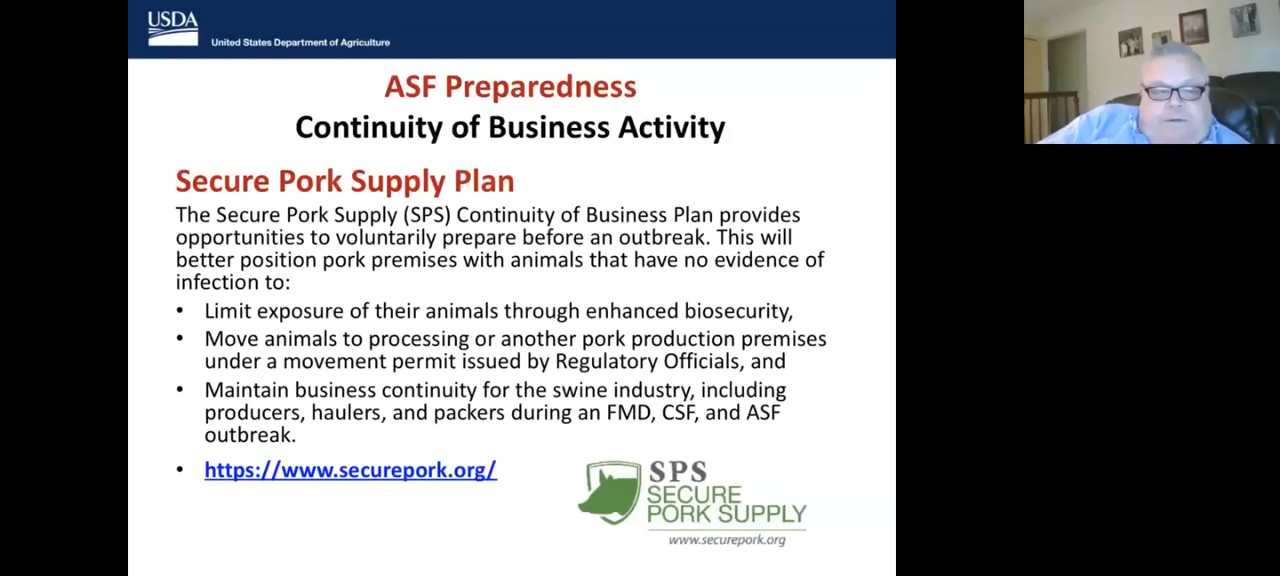 USDA
United States Department of Agriculture
ASF Preparedness
Continuity of Business Activity
Secure Pork Supply Plan
The Secure Pork Supply (SPS) Continuity of Business Plan provides
opportunities to voluntarily prepare before an outbreak. This will
better position pork premises with animals that have no evidence of
infection to:
• Limit exposure of their animals through enhanced biosecurity,
• Move animals to processing or another pork production premises
under a movement permit issued by Regulatory Officials, and
• Maintain business continuity for the swine industry, including
producers, haulers, and packers during an FMD, CSF, and ASF
outbreak.
• https://www.securepork.org/
SPS
SECURE
PORK SUPPLY
www.securepork.org